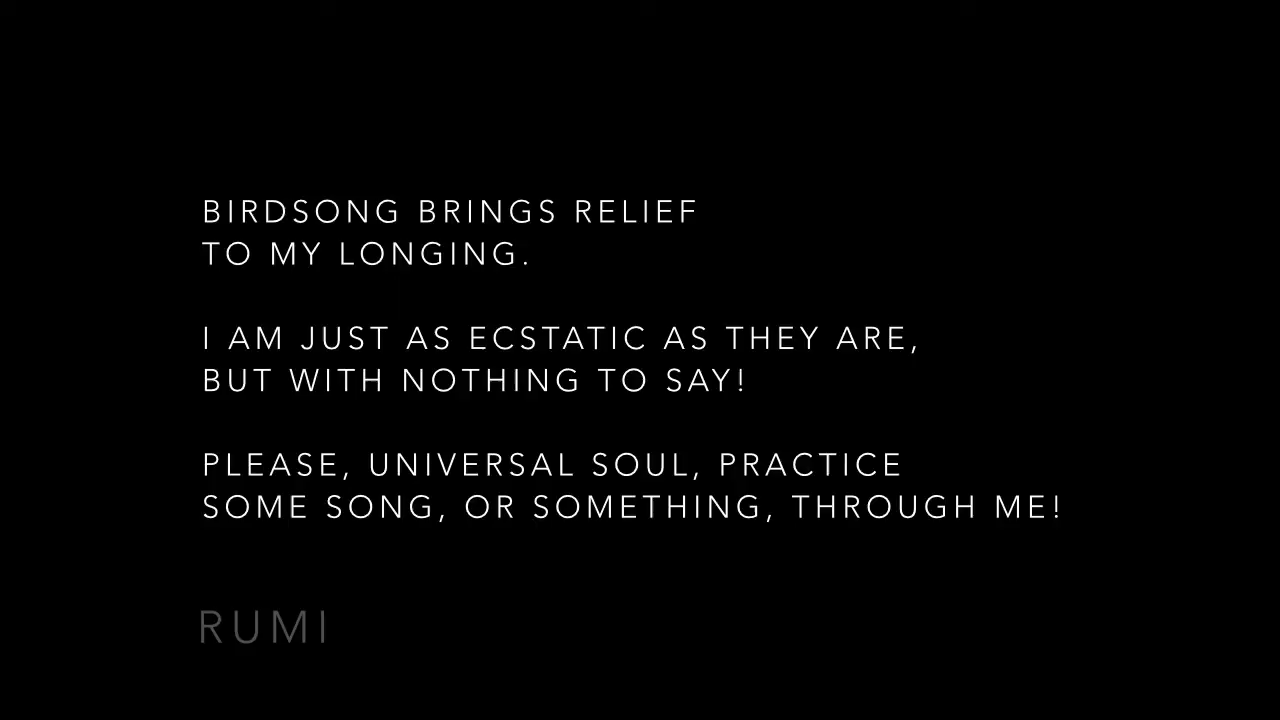 BIRDSONG BRINGS RELIEF
TO MY LONGING.
I AM JUST AS ECSTATIC AS THEY ARE,
BUT WITH NOTHING TO SAY!
PLEASE, UNIVERSAL SOUL, PRACTICE
SOME SONG, OR SOMETHING, THROUGH ME!
RUMI